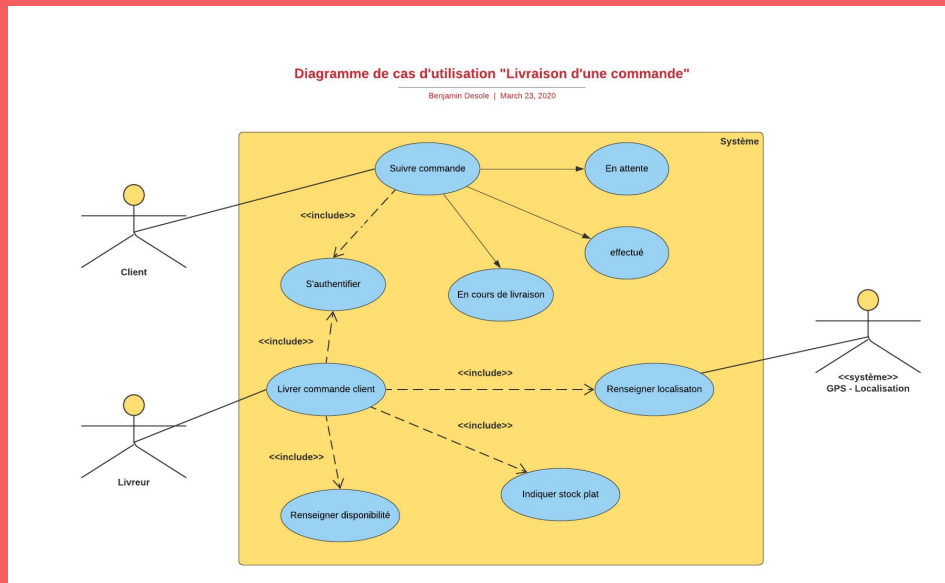 Diagramme de cas d'utilisation "Livraison d'une commande"
Benjamin Desole | March 23, 2020
Système
Suivre commande
En attente
<<include>>
effectué
Client
S'authentifier
En cours de livraison
<<include>>
<<include>>
Livrer commande client
Renseigner localisaton
<<système>>
GPS - Localisation
<<include>>
<<include>>
Livreur
Indiquer stock plat
Renseigner disponibilité